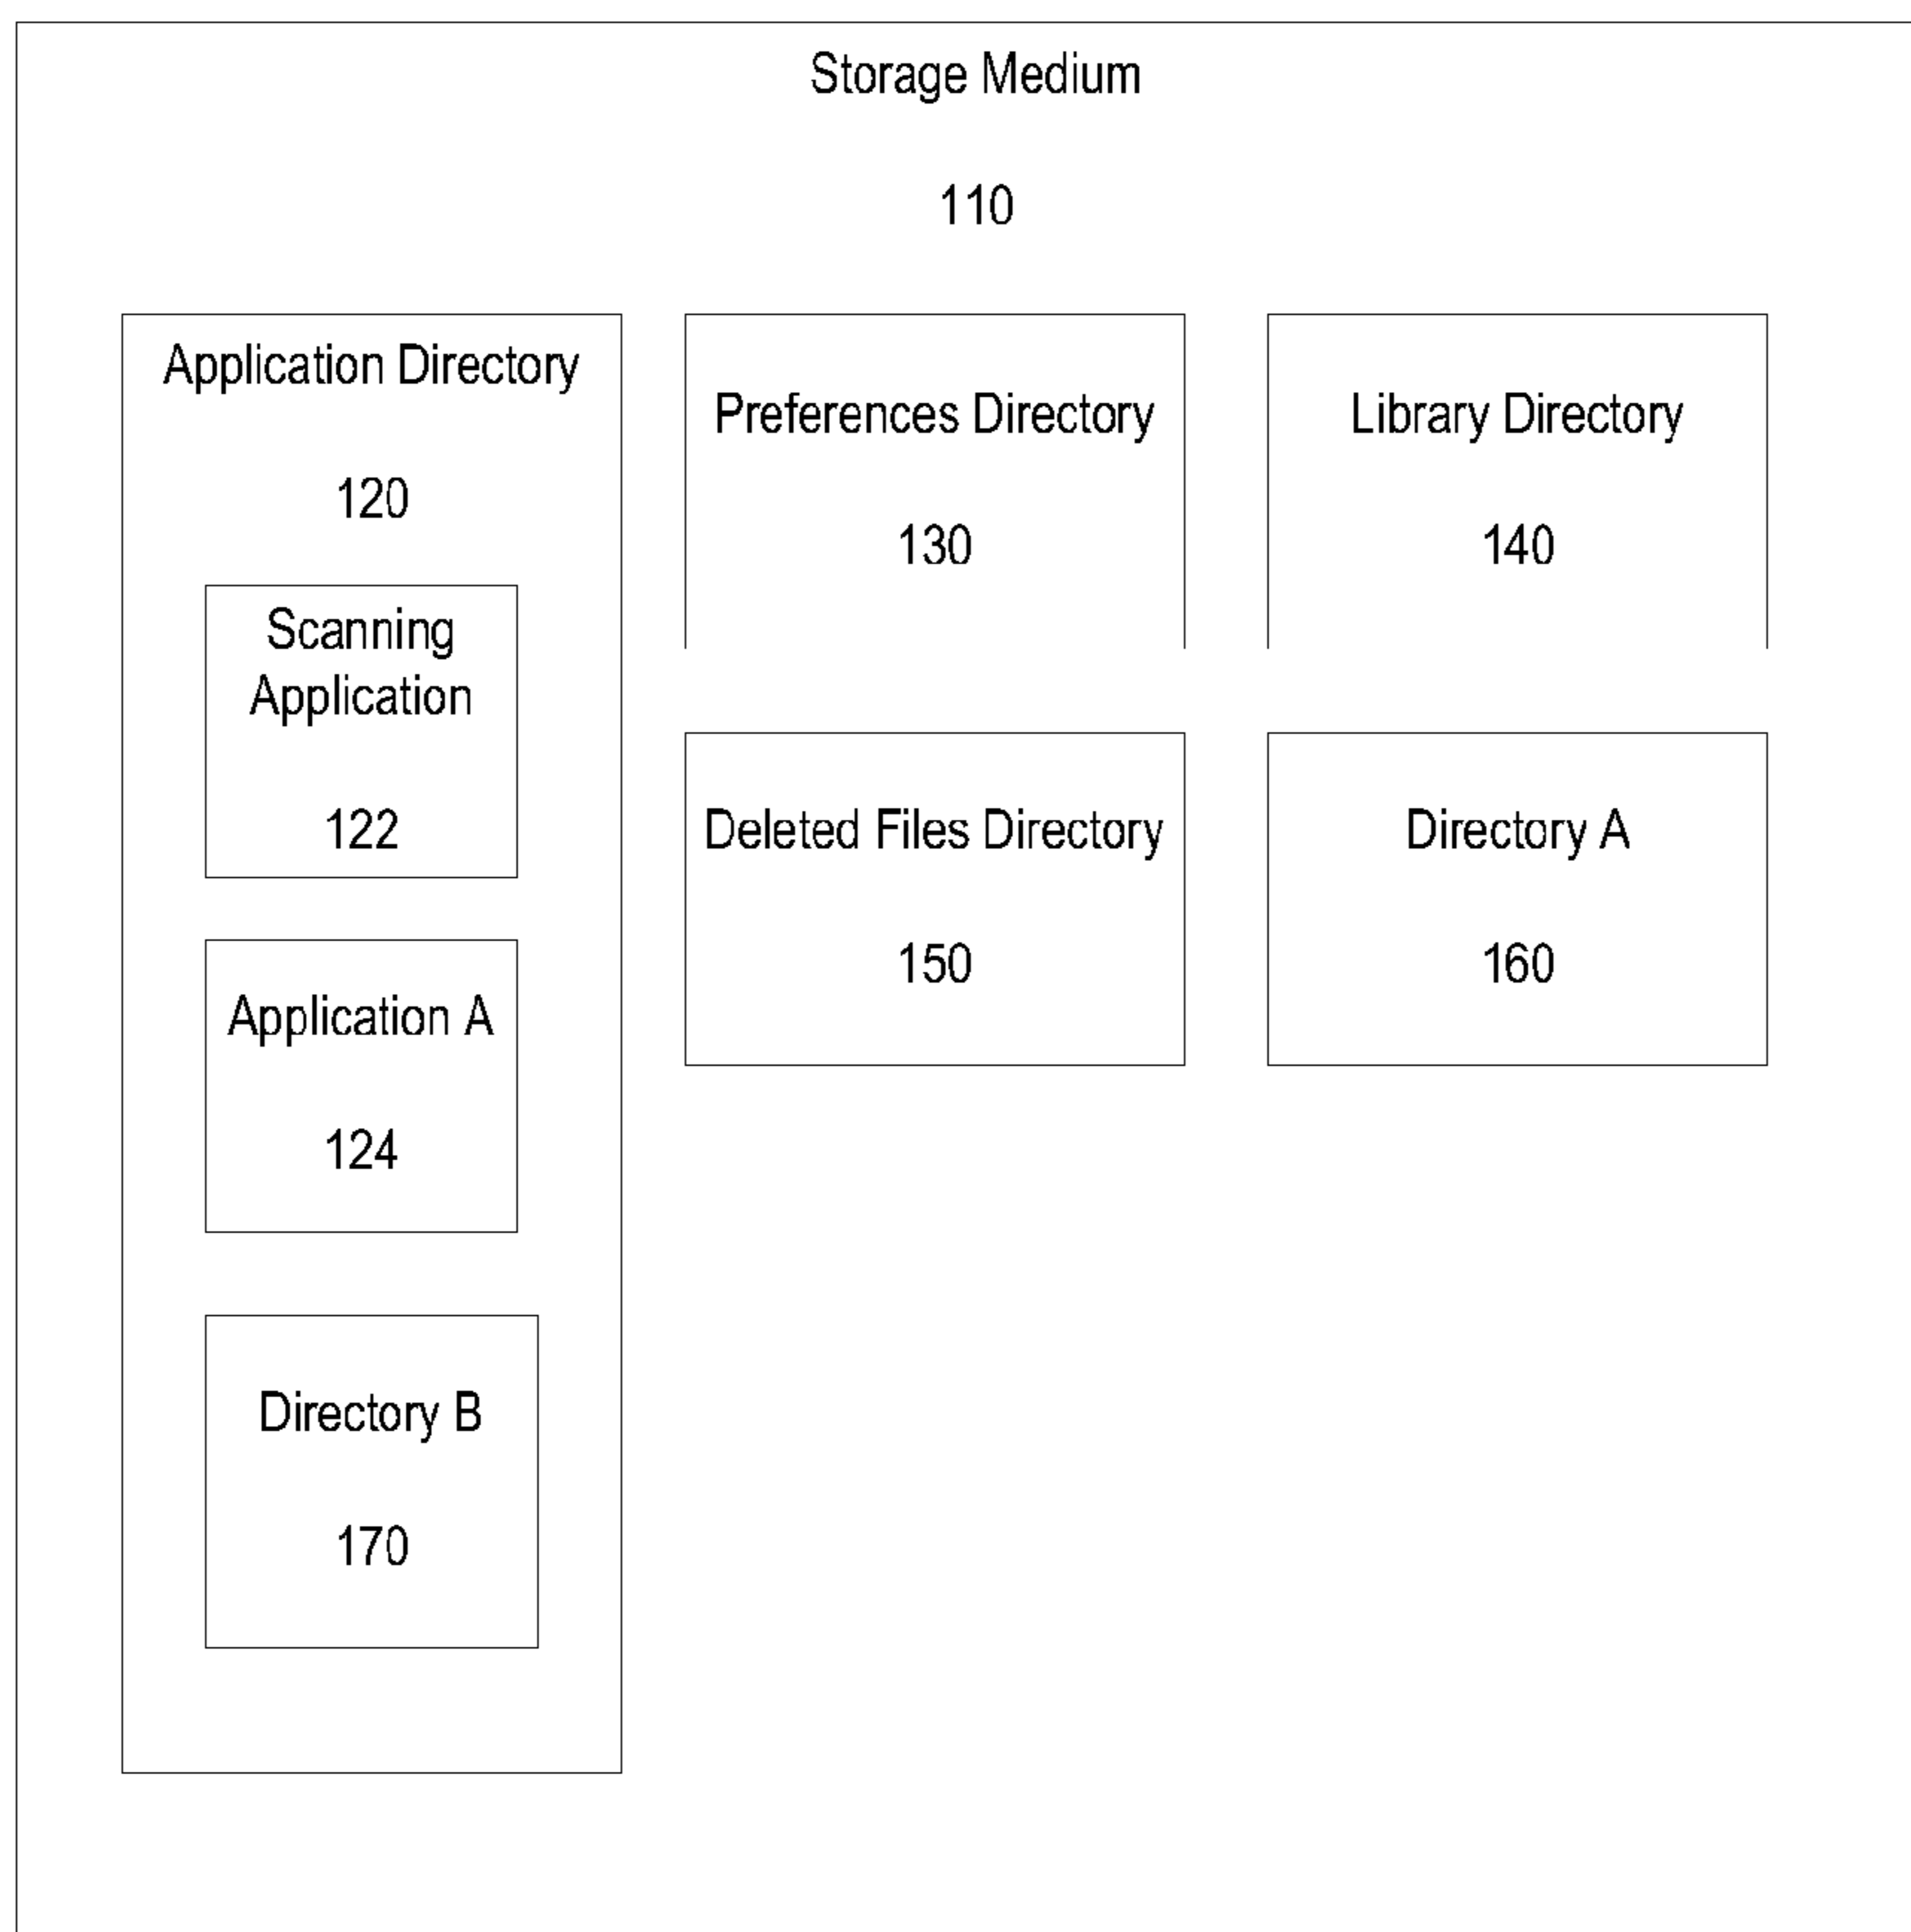 Storage Medium
110
Application Directory
120
Scanning
Application
122
Application A
124
Directory B
170
Preferences Directory
130
Library Directory
140
Deleted Files Directory
150
Directory A
160